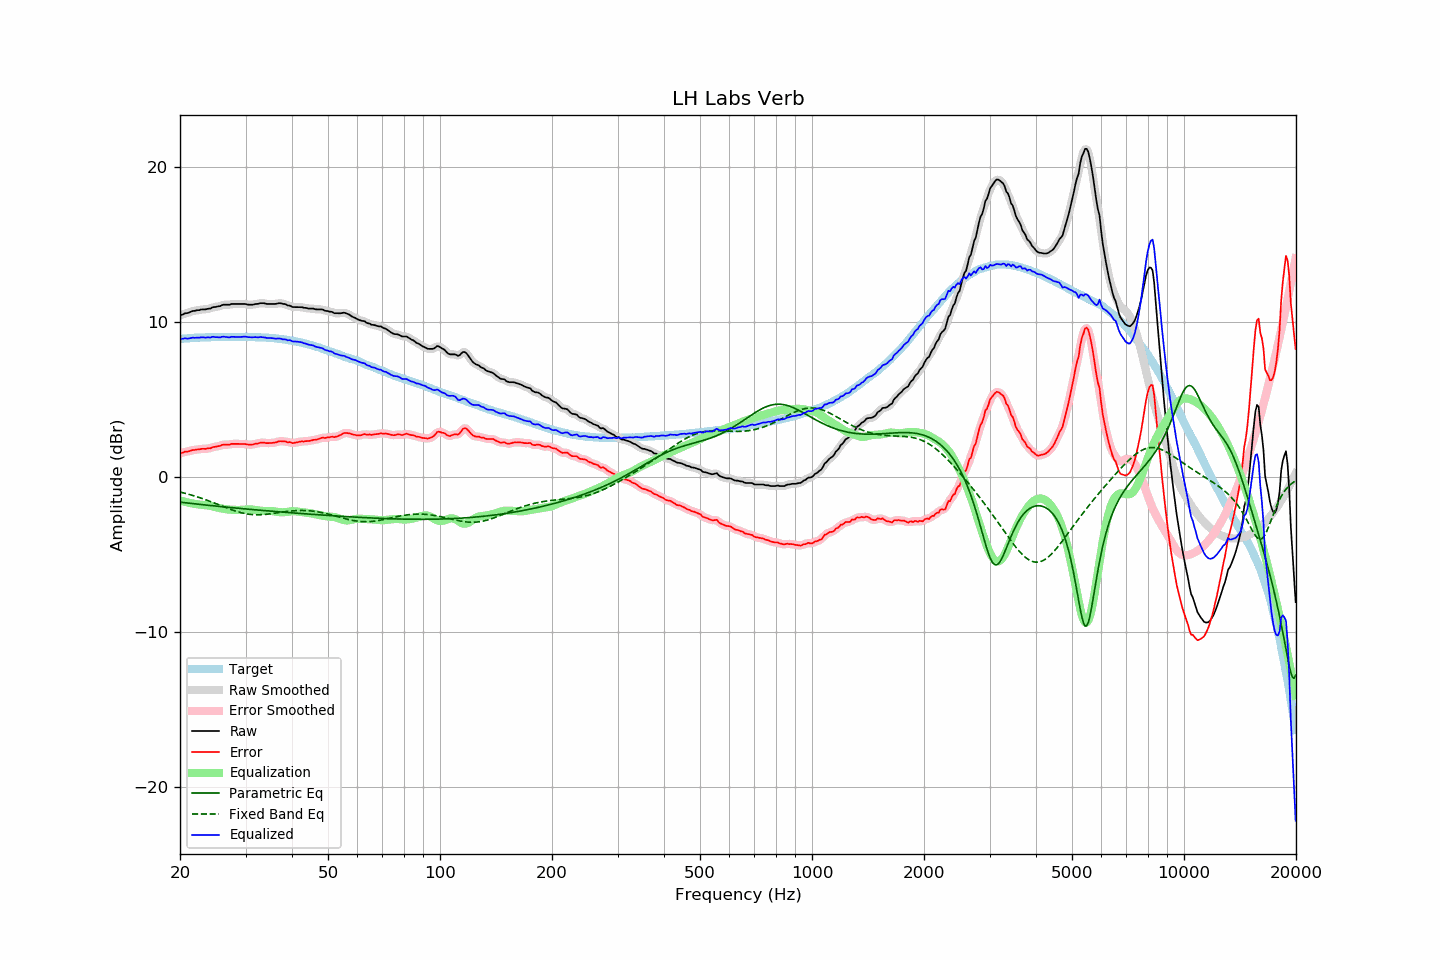 LH Labs Verb
Amplitude (dBr)
20
10
0
−10
−20
Target
Raw Smoothed
Error Smoothed
Raw
Error
Equalization
Parametric Eq
Fixed Band Eq
Equalized
20 50 100 200 500 1000 2000 5000 10000 20000
Frequency (Hz)